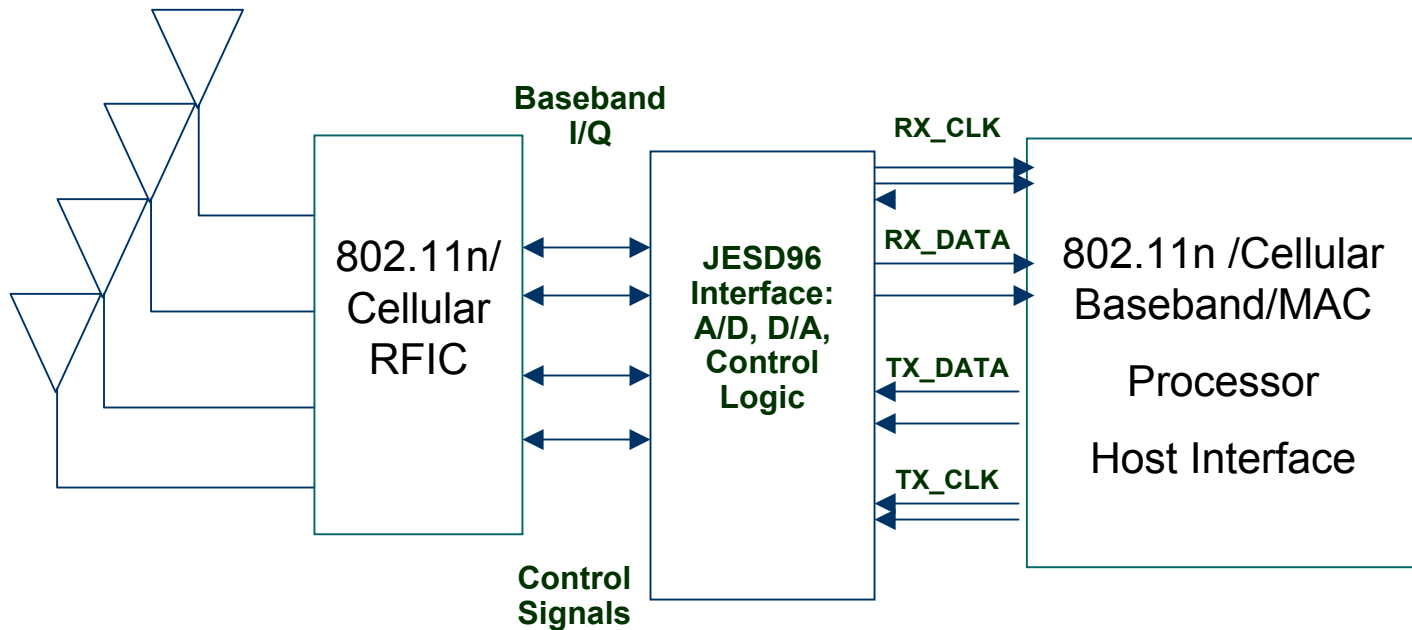 Baseband
I/Q
802.11n/
Cellular
RFIC
Control
Signals
JESD96
Interface:
A/D, D/A,
Control
Logic
RX_CLK
RX_DATA
TX_DATA
TX_CLK
802.11n /Cellular
Baseband/MAC
Processor
Host Interface